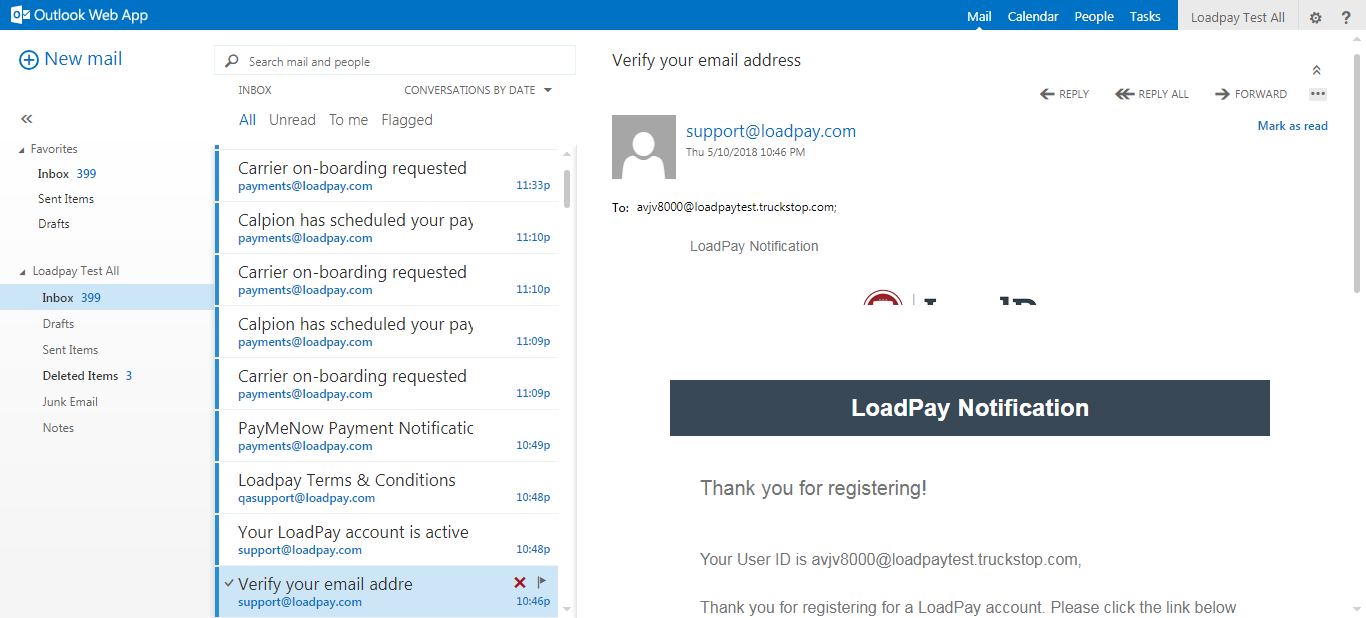 Outlook Web App
Mail Calendar People Tasks Loadpay Test All ?
New mail
Favorites
Inbox 399
Sent Items
Drafts
Loadpay Test All
Inbox 399
Drafts
Sent Items
Deleted Items 3
Junk Email
Notes
Search mail and people
INBOX CONVERSATIONS BY DATE
All Unread To me Flagged
Carrier on-boarding requested
payments@loadpay.com 11:33p
Calpion has scheduled your pay
payments@loadpay.com 11:10p
Carrier on-boarding requested
payments@loadpay.com 11:10p
Calpion has scheduled your pay
payments@loadpay.com 11:09p
Carrier on-boarding requested
payments@loadpay.com 11:09p
PayMeNow Payment Notificatic
payments@loadpay.com 10:49p
Loadpay Terms & Conditions
qasupport@loadpay.com 10:48p
Your LoadPay account is active
support@loadpay.com 10:48p
Verify your email addre
support@loadpay.com 10:46p
Verify your email address
REPLY REPLY ALL FORWARD
Mark as read
support@loadpay.com
Thu 5/10/2018 10:46 PM
To: avjv8000@loadpaytest.truckstop.com;
LoadPay Notification
LoadPay Notification
Thank you for registering!
Your User ID is avjv8000@loadpaytest.truckstop.com,
Thank you for registering for a LoadPay account. Please click the link below